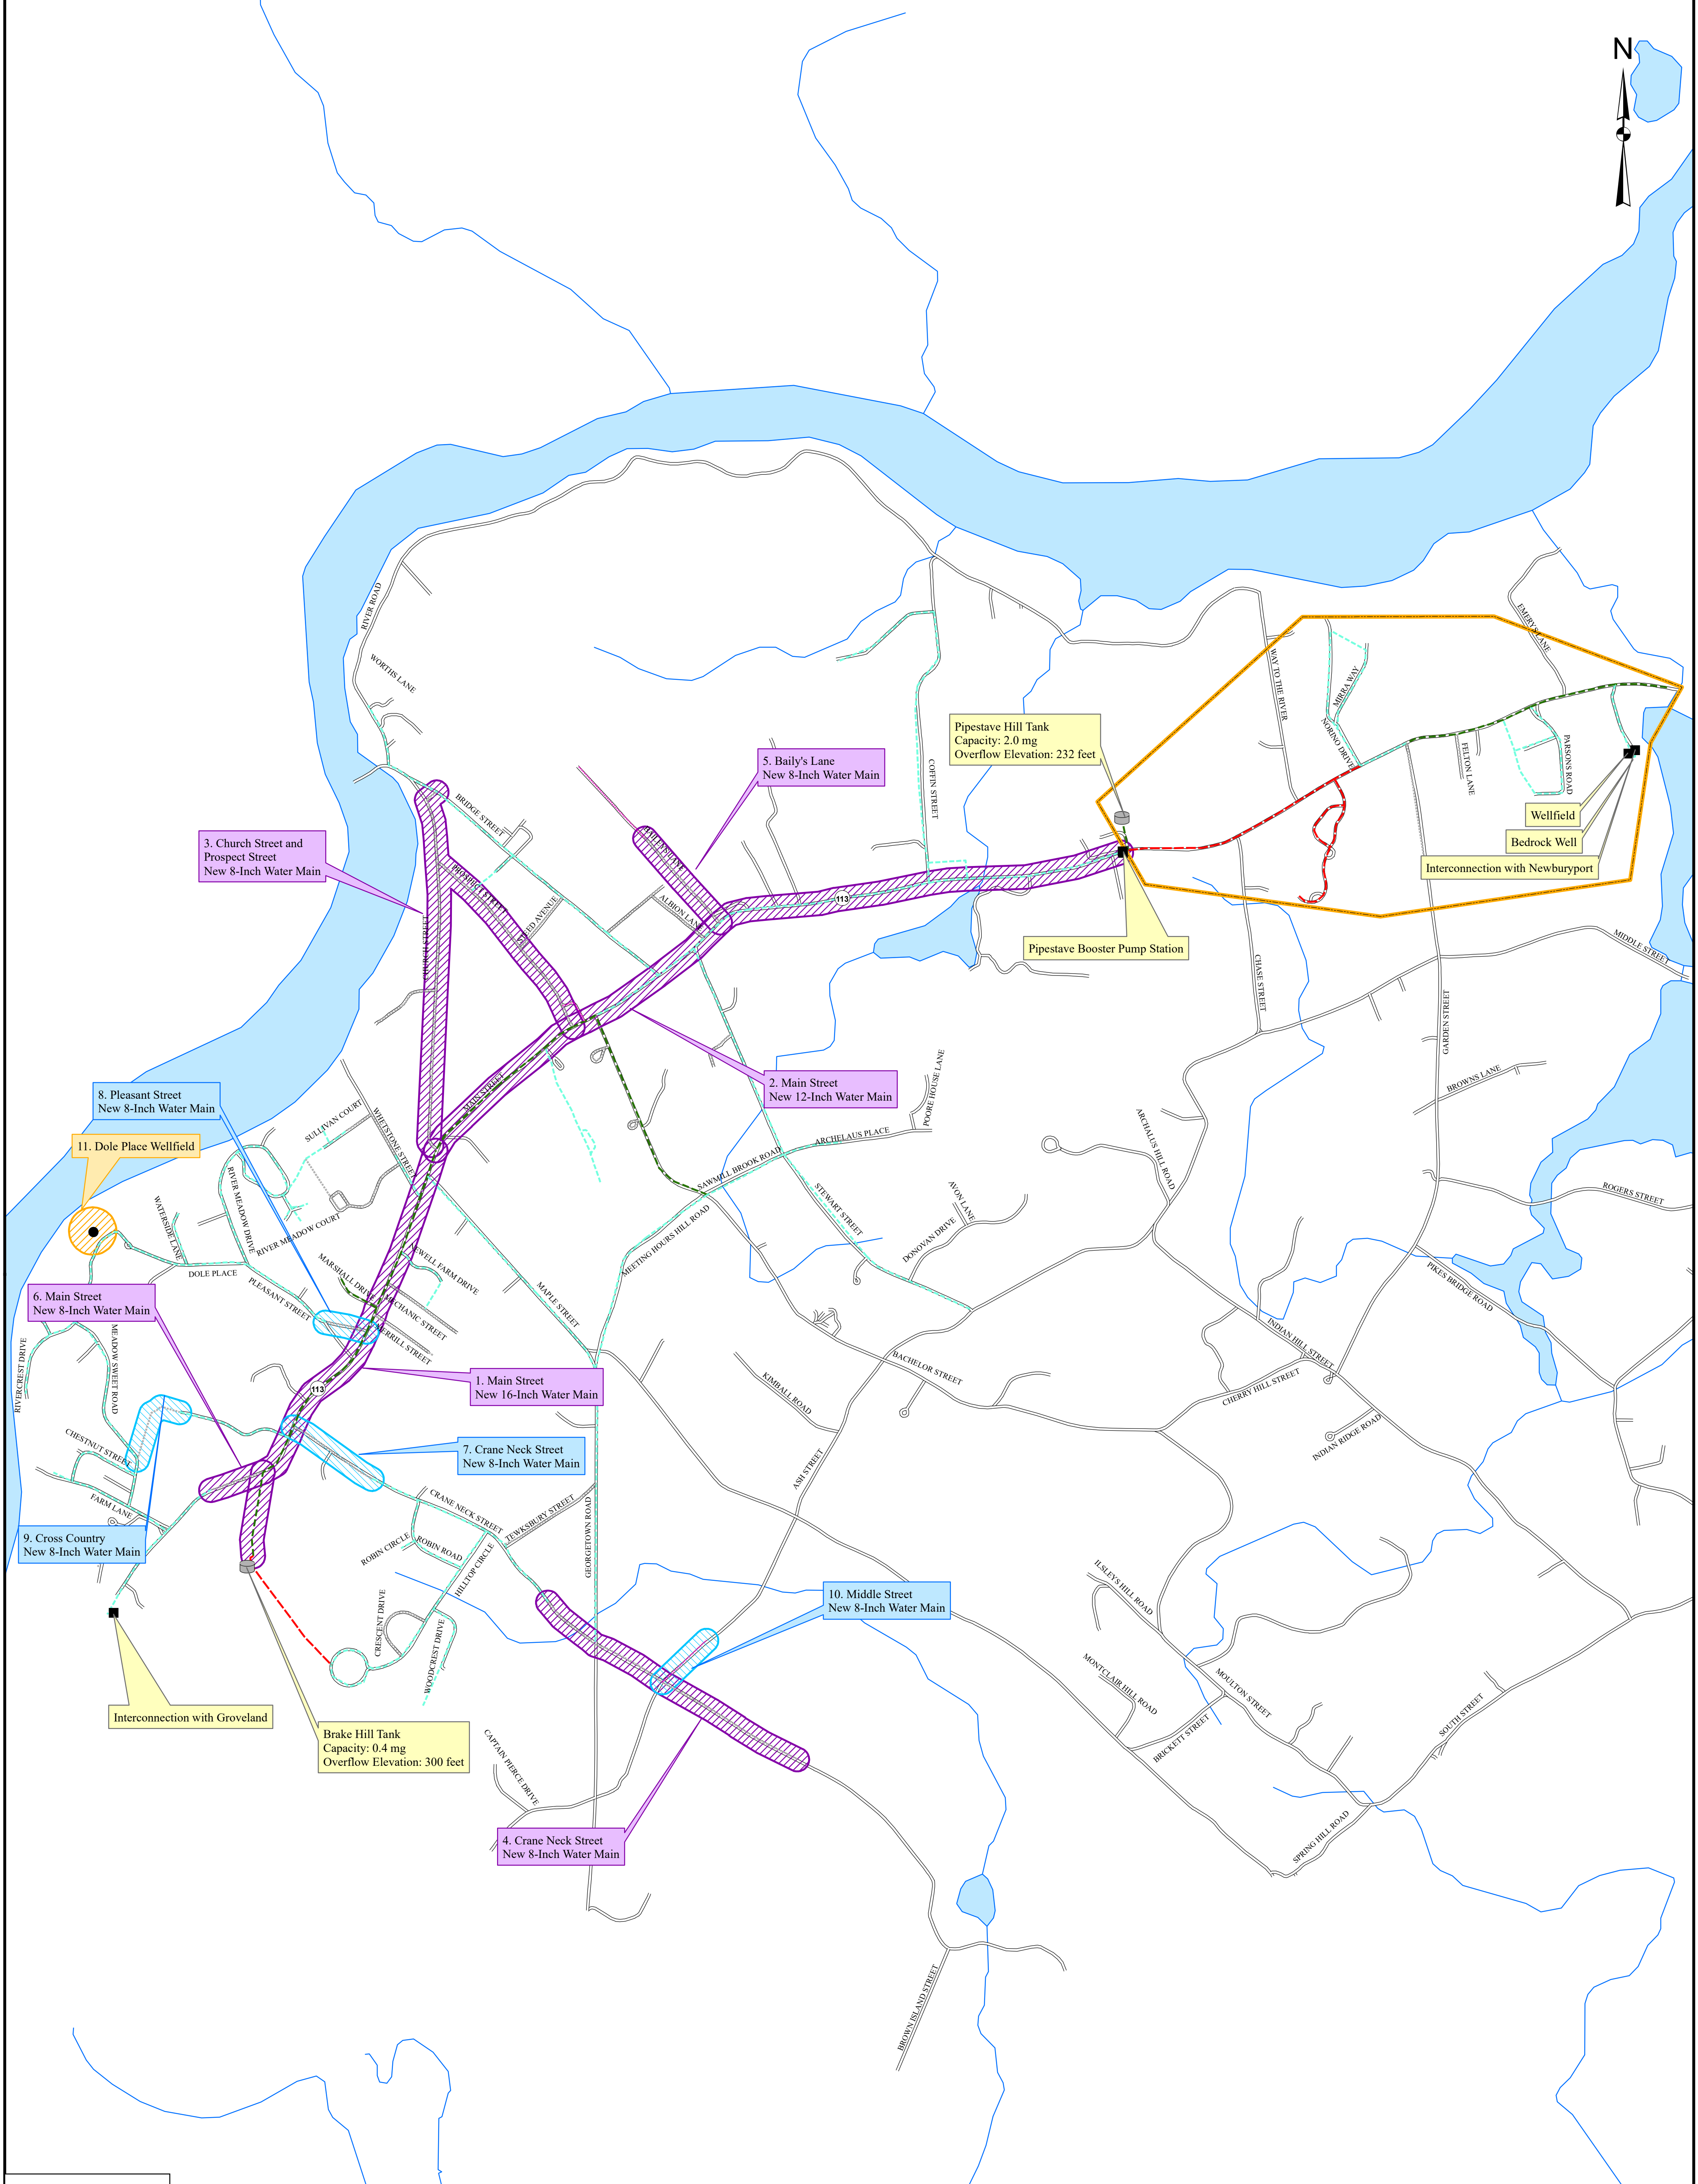 N
RIVER ROAD
WORTHS LANE
EMERYS LANE
WAY TO THE RIVER
MIRRA WAY
NORINO DRIVE
PARSONS ROAD
FELTON LANE
Pipestave Hill Tank
Capacity: 2.0 mg
Overflow Elevation: 232 feet
5. Baily's Lane
New 8-Inch Water Main
COFFIN STREET
BRIDGE STREET
3. Church Street and
Prospect Street
New 8-Inch Water Main
Wellfield
Bedrock Well
Interconnection with Newburyport
PROSPECT STREET
ALBION LANE
113
CHURCH STREET
Pipestave Booster Pump Station
MIDDLE STREET
CHASE STREET
GARDEN STREET
2. Main Street
New 12-Inch Water Main
MAIN STREET
8. Pleasant Street
New 8-Inch Water Main
11. Dole Place Wellfield
SULLIVAN COURT
WHETSTONE STREET
POORE HOUSE LANE
ARCHELAUS PLACE
SAWMILL BROOK ROAD
BROWNS LANE
ARCHALUS HILL ROAD
ROGERS STREET
RIVER MEADOW DRIVE
WATERSIDE LANE
RIVER MEADOW COURT
STEWART STREET
AVON LANE
DONOVAN DRIVE
MEETING HOURS HILL ROAD
DOLE PLACE
PLEASANT STREET
MARSHALL DRIVE
MECHANIC STREET
MERRILL STREET
MAPLE STREET
PIKES BRIDGE ROAD
6. Main Street
New 8-Inch Water Main
INDIAN HILL STREET
RIVERCREST DRIVE
MEADOW SWEET ROAD
BACHELOR STREET
KIMBALL ROAD
CHERRY HILL STREET
INDIAN RIDGE ROAD
1. Main Street
New 16-Inch Water Main
113
CHESTNUT STREET
7. Crane Neck Street
New 8-Inch Water Main
ASH STREET
FARM LANE
CRANE NECK STREET
TEWKSBURY STREET
GEORGETOWN ROAD
9. Cross Country
New 8-Inch Water Main
ROBIN CIRCLE
ROBIN ROAD
HILLTOP CIRCLE
10. Middle Street
New 8-Inch Water Main
ILSLEYS HILL ROAD
CRESCENT DRIVE
WOODCREST DRIVE
MONTCLAIR HILL ROAD
MOULTON STREET
BRICKETT STREET
SOUTH STREET
Interconnection with Groveland
Brake Hill Tank
Capacity: 0.4 mg
Overflow Elevation: 300 feet
CAPTAIN PIERCE DRIVE
4. Crane Neck Street
New 8-Inch Water Main
SPRING HILL ROAD
BROWN ISLAND STREET